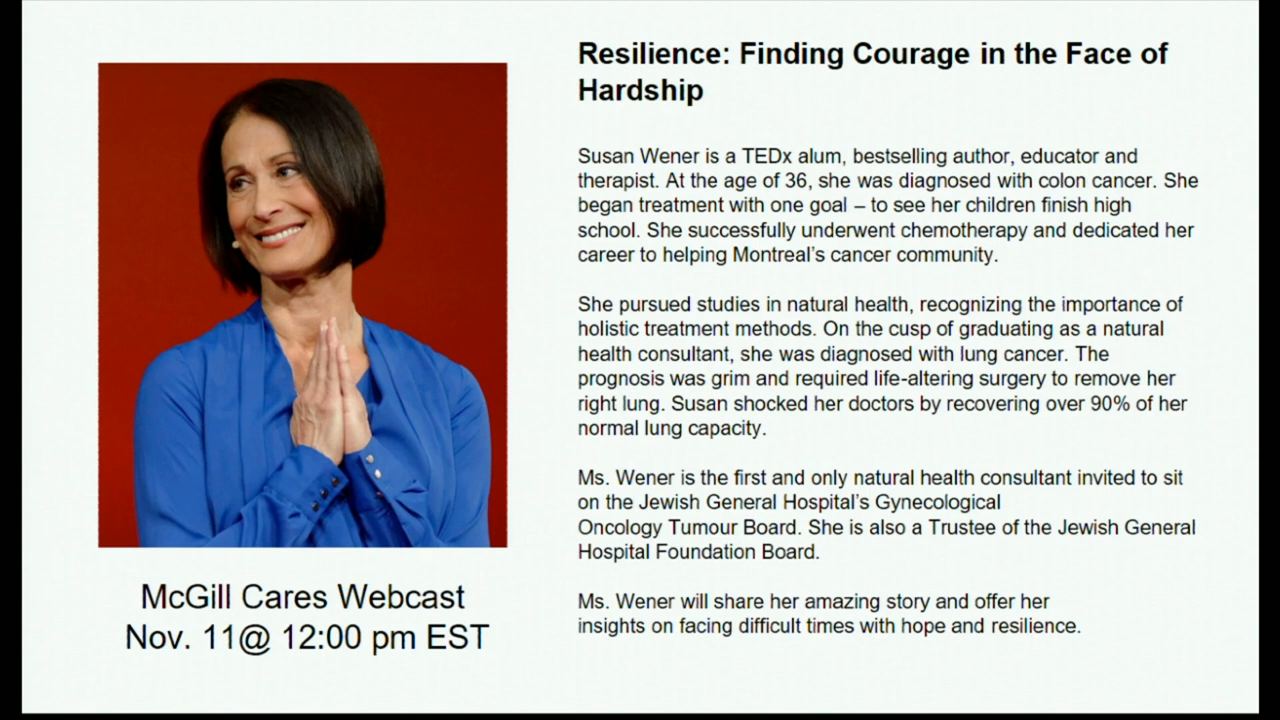 Resilience: Finding Courage in the Face of
Hardship
Susan Wener is a TEDx alum, bestselling author, educator and
therapist. At the age of 36, she was diagnosed with colon cancer. She
began treatment with one goal – to see her children finish high
school. She successfully underwent chemotherapy and dedicated her
career to helping Montreal's cancer community.
She pursued studies in natural health, recognizing the importance of
holistic treatment methods. On the cusp of graduating as a natural
health consultant, she was diagnosed with lung cancer. The
prognosis was grim and required life-altering surgery to remove her
right lung. Susan shocked her doctors by recovering over 90% of her
normal lung capacity.
Ms. Wener is the first and only natural health consultant invited to sit
on the Jewish General Hospital's Gynecological
Oncology Tumour Board. She is also a Trustee of the Jewish General
Hospital Foundation Board.
Ms. Wener will share her amazing story and offer her
insights on facing difficult times with hope and resilience.
McGill Cares Webcast
Nov. 11@ 12:00 pm EST